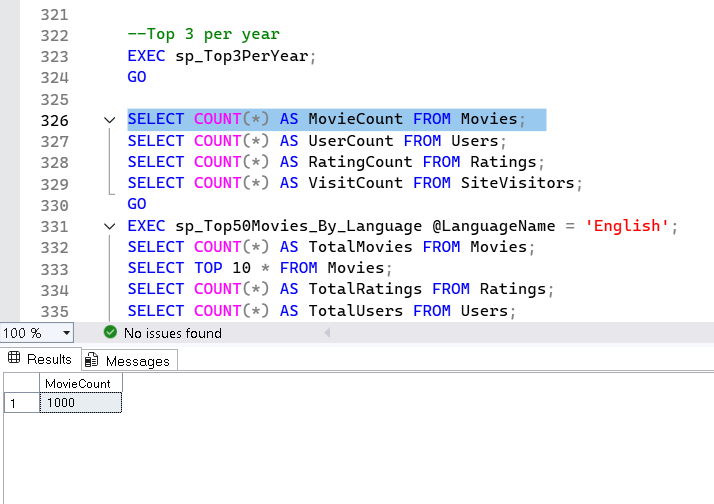 321
322 --Top 3 per year
323 EXEC sp_Top3PerYear;
324 GO
325
326 SELECT COUNT(*) AS MovieCount FROM Movies;
327 SELECT COUNT(*) AS UserCount FROM Users;
328 SELECT COUNT(*) AS RatingCount FROM Ratings;
329 SELECT COUNT(*) AS VisitCount FROM SiteVisitors;
330 GO
331 EXEC sp_Top50Movies_By_Language @LanguageName = 'English';
332 SELECT COUNT(*) AS TotalMovies FROM Movies;
333 SELECT TOP 10 * FROM Movies;
334 SELECT COUNT(*) AS TotalRatings FROM Ratings;
335 SELECT COUNT(*) AS TotalUsers FROM Users;
100 % No issues found
Results Messages
MovieCount
1 1000